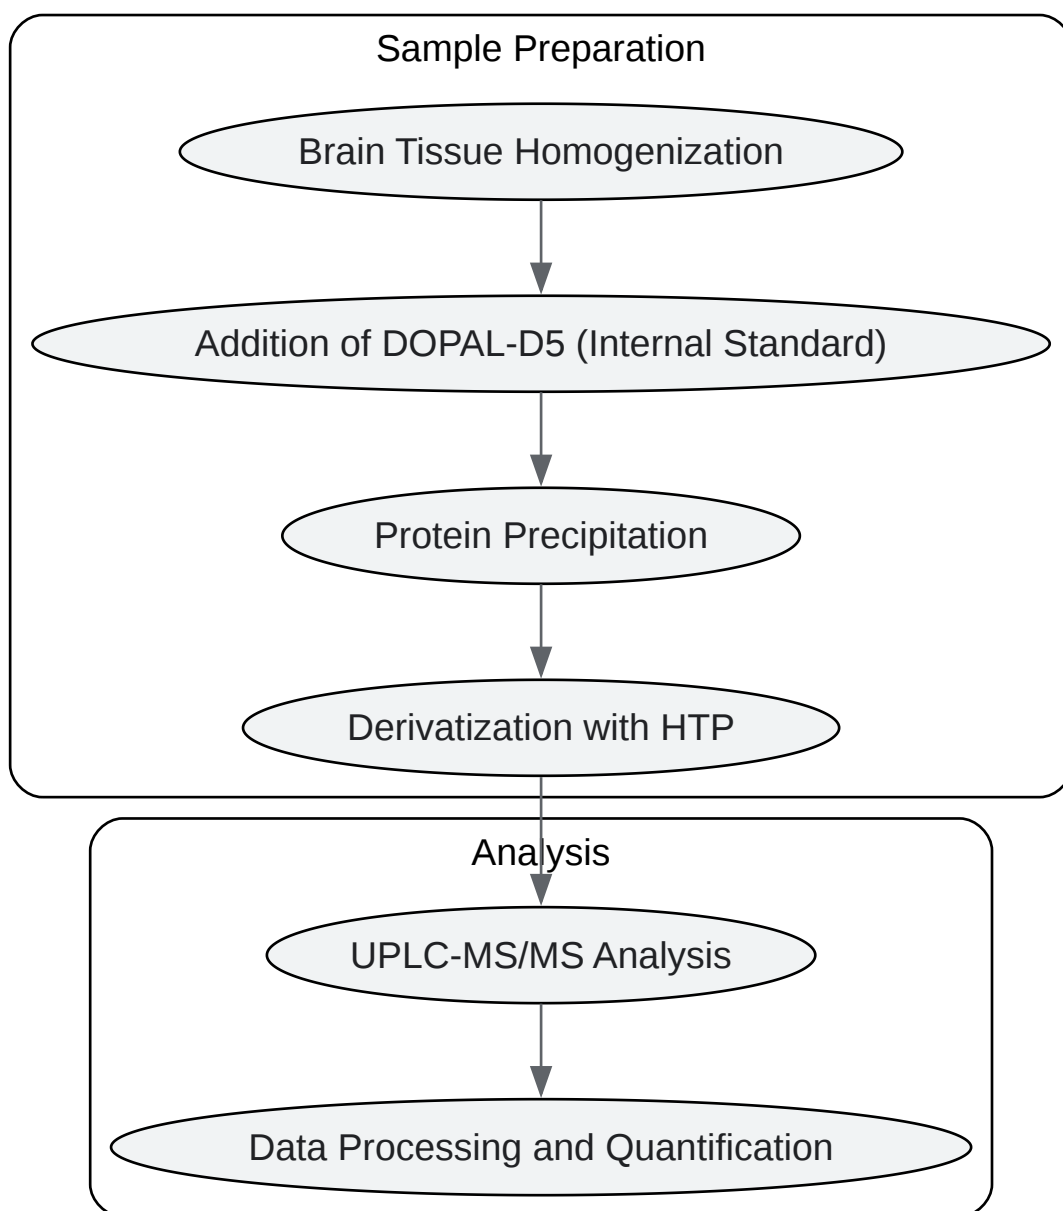 Sample Preparation
Brain Tissue Homogenization
Addition of DOPAL-D5 (Internal Standard)
Protein Precipitation
Derivatization with HTP
Analysis
UPLC-MS/MS Analysis
Data Processing and Quantification